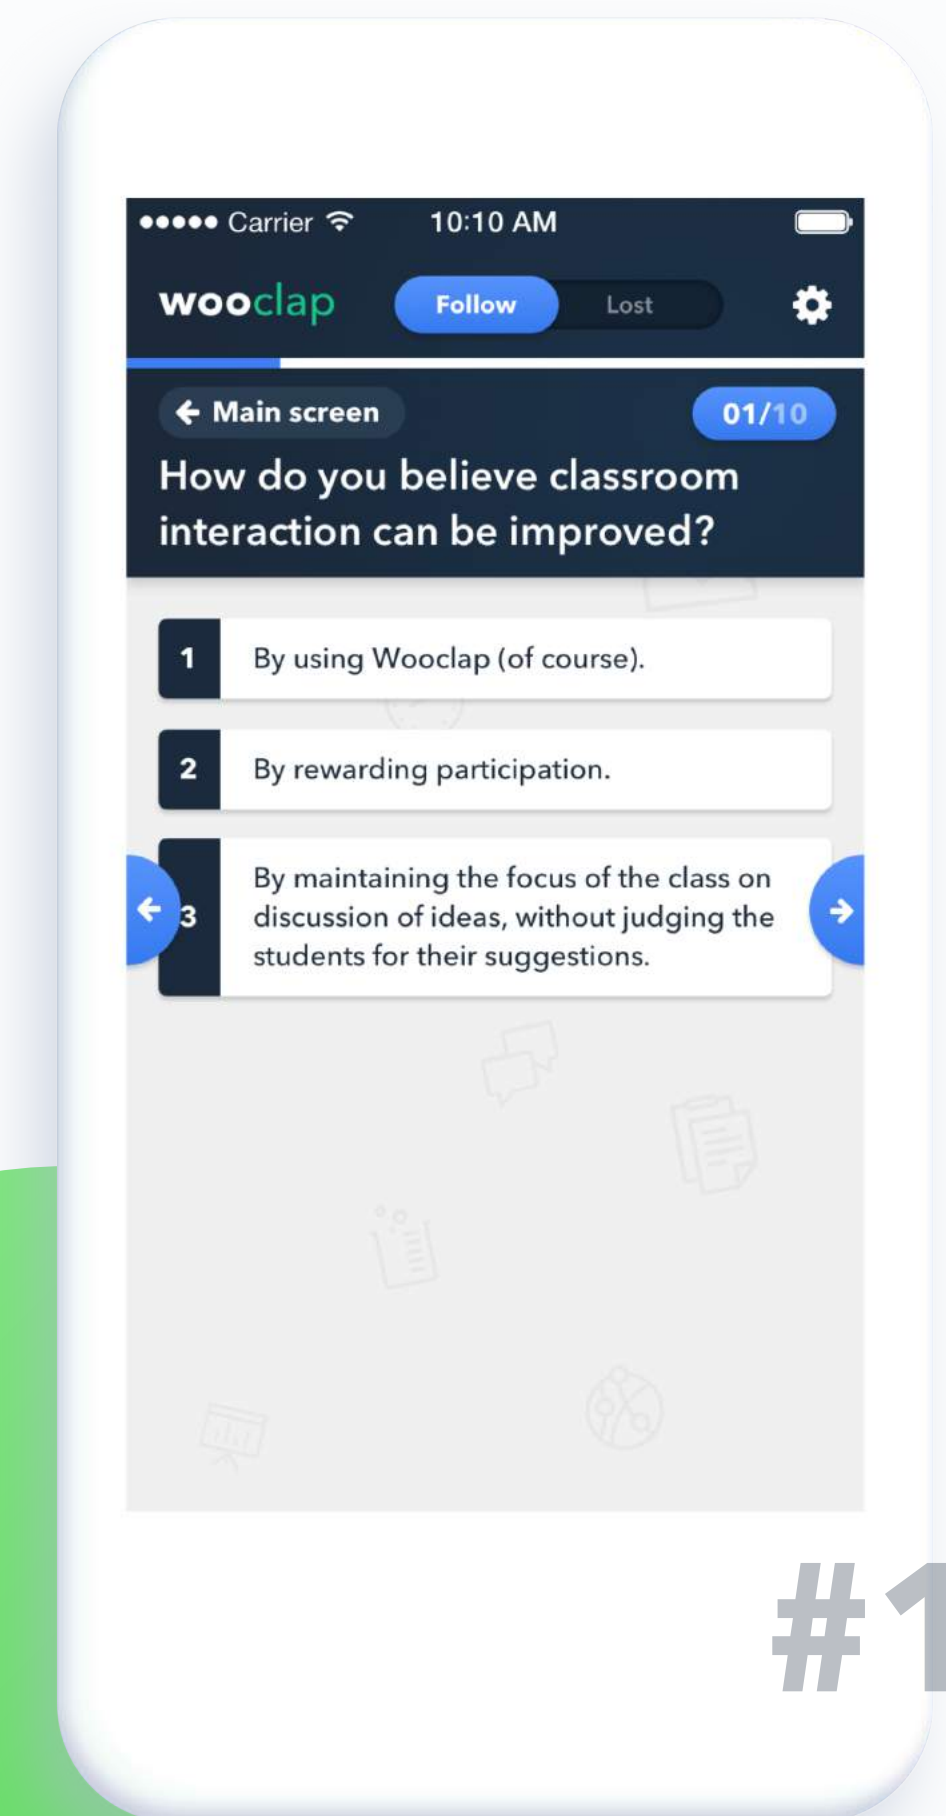 Carrier 10:10 AM
wooclap Follow Lost
Main screen 01/10
How do you believe classroom
interaction can be improved?
1 By using Wooclap (of course).
2 By rewarding participation.
By maintaining the focus of the class on
3 discussion of ideas, without judging the
students for their suggestions.
#1